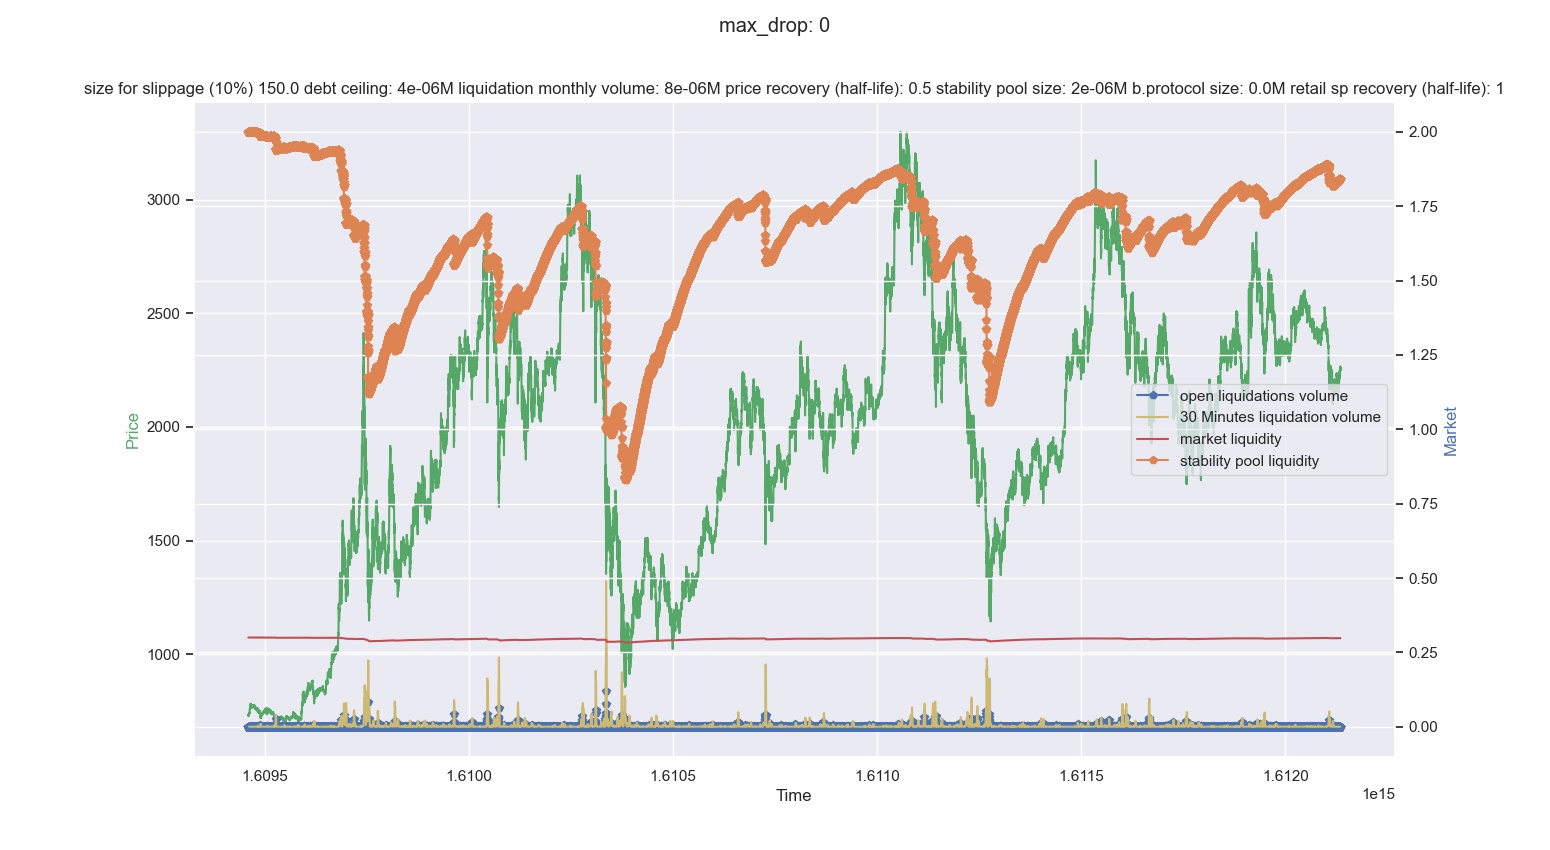 max_drop: 0
size for slippage (10%) 150.0 debt ceiling: 4e-06M liquidation monthly volume: 8e-06M price recovery (half-life): 0.5 stability pool size: 2e-06M b.protocol size: 0.0M retail sp recovery (half-life): 1
3000
2500
2000
1500
1000
Price
2.00
1.75
1.50
1.25
1.00
0.75
0.50
0.25
0.00
Market
open liquidations volume
30 Minutes liquidation volume
market liquidity
stability pool liquidity
1.6095
1.6100
1.6105
1.6110
1.6115
1.6120
1e15
Time